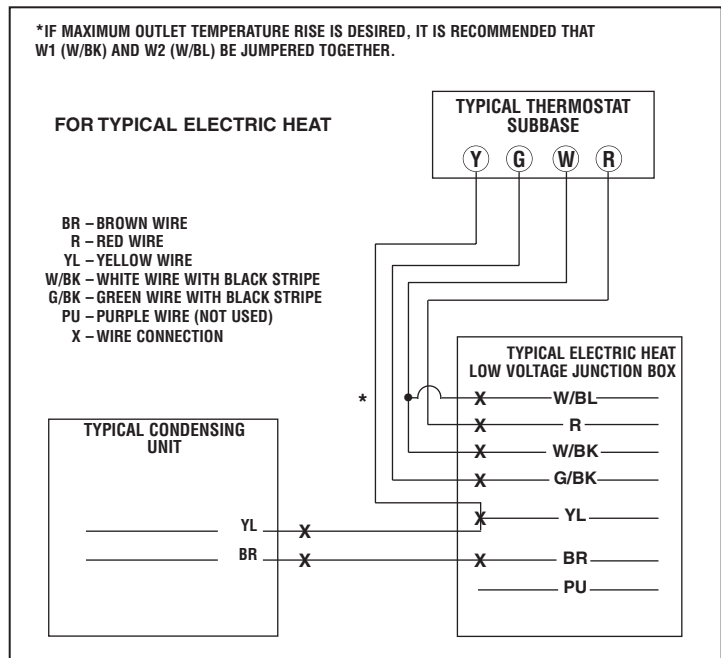 *IF MAXIMUM OUTLET TEMPERATURE RISE IS DESIRED, IT IS RECOMMENDED THAT
W1 (W/BK) AND W2 (W/BL) BE JUMPERED TOGETHER.
FOR TYPICAL ELECTRIC HEAT
TYPICAL THERMOSTAT
SUBBASE
Y G W R
BR – BROWN WIRE
R – RED WIRE
YL – YELLOW WIRE
W/BK – WHITE WIRE WITH BLACK STRIPE
G/BK – GREEN WIRE WITH BLACK STRIPE
PU – PURPLE WIRE (NOT USED)
X – WIRE CONNECTION
TYPICAL ELECTRIC HEAT
LOW VOLTAGE JUNCTION BOX
* X W/BL
X R
X W/BK
X G/BK
X YL
X BR
PU
TYPICAL CONDENSING
UNIT
YL X
BR X